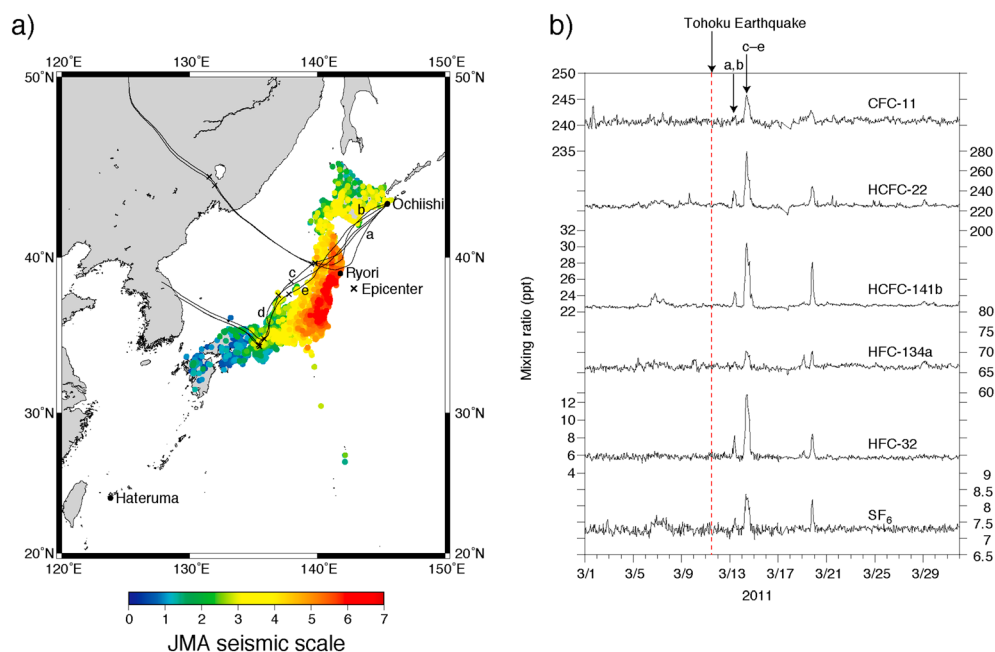 a)
120°E 130°E 140°E 150°E
50°N 50°N
b
Ochiishi
a
40°N 40°N
c
Ryori
e
Epicenter
d
30°N 30°N
Hateruma
20°N 20°N
120°E 130°E 140°E 150°E
0 1 2 3 4 5 6 7
JMA seismic scale
b)
Tohoku Earthquake
c–e
a,b
250
245
240
235
CFC-11
280
260
240
220
200
HCFC-22
32
30
28
26
24
22
HCFC-141b
80
75
70
65
60
HFC-134a
12
10
8
6
4
HFC-32
9
8.5
8
7.5
7
6.5
SF6
Mixing ratio (ppt)
3/1 3/5 3/9 3/13 3/17 3/21 3/25 3/29
2011